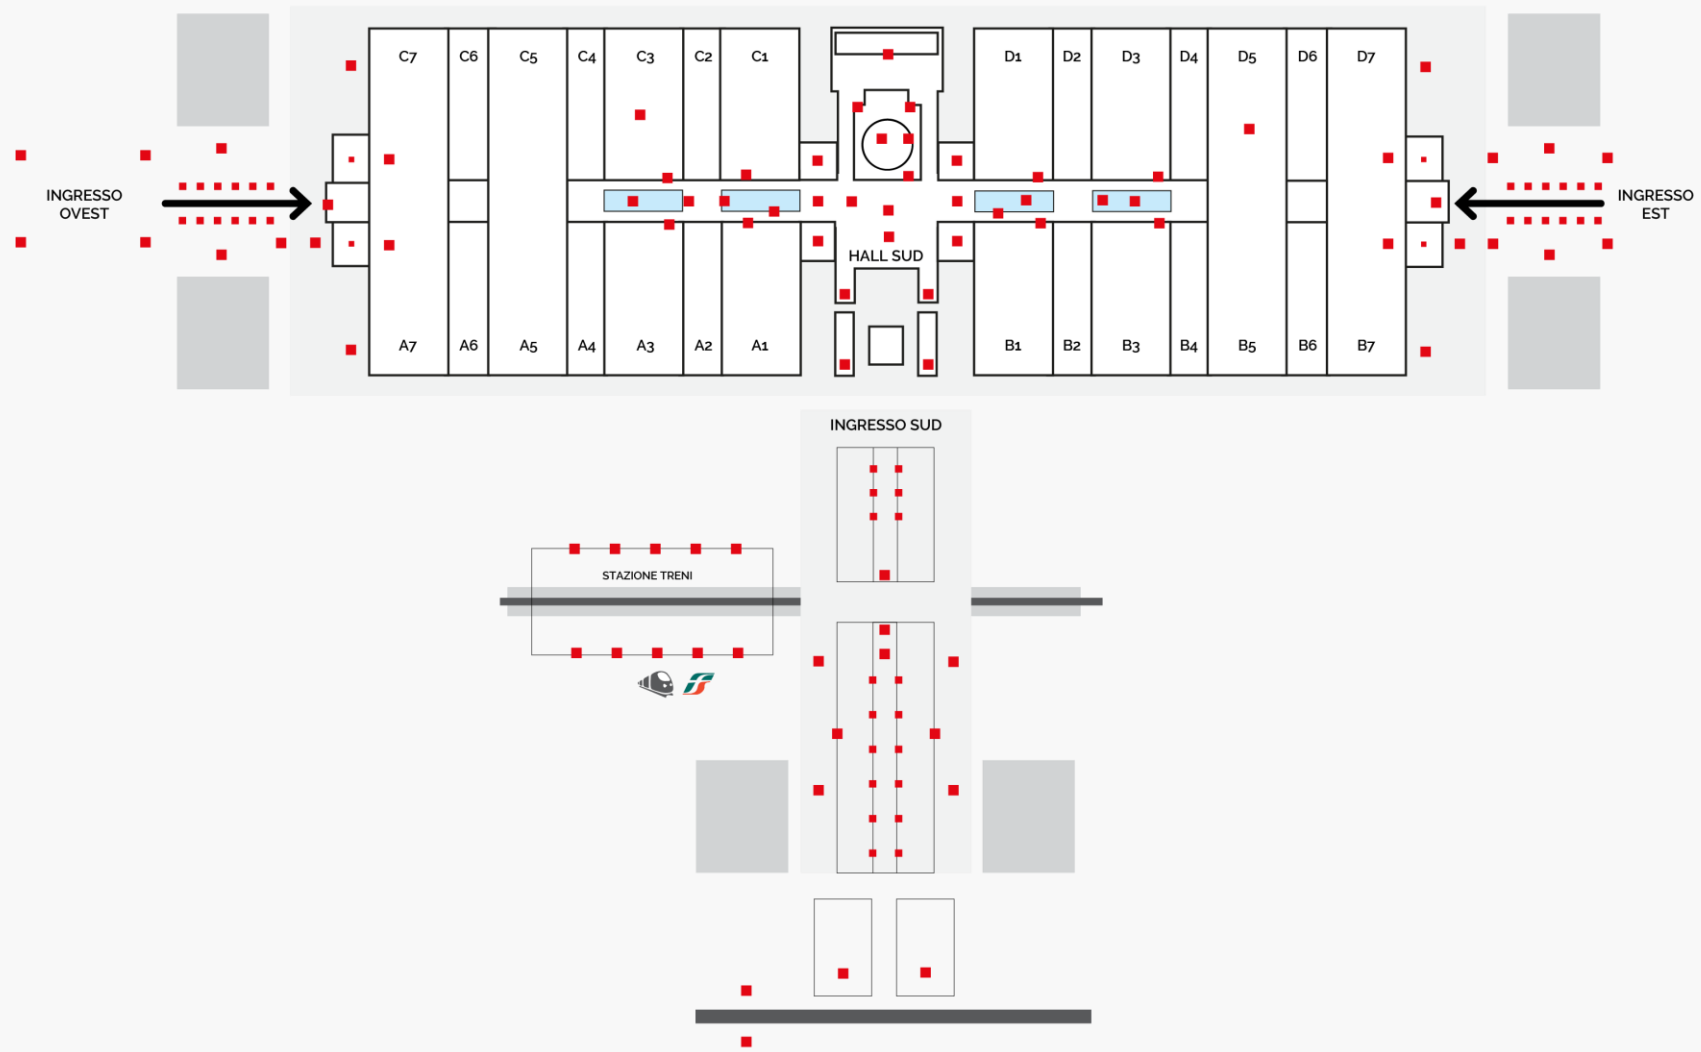 C7 C6 C5 C4 C3 C2 C1
D1 D2 D3 D4 D5 D6 D7
INGRESSO
OVEST
INGRESSO
EST
HALL SUD
A7 A6 A5 A4 A3 A2 A1
B1 B2 B3 B4 B5 B6 B7
INGRESSO SUD
STAZIONE TRENI